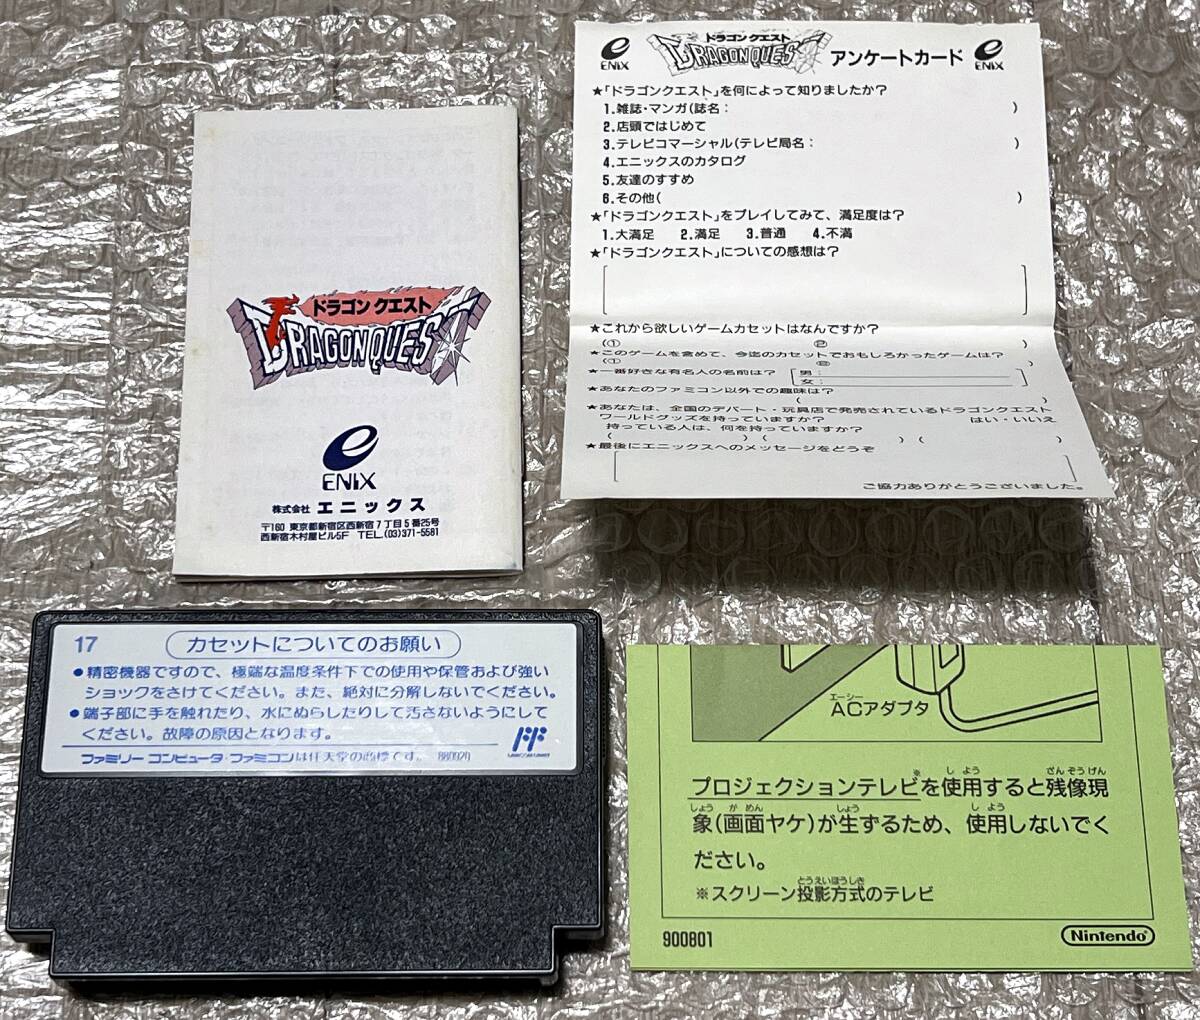 ドラゴン クエスト
DRAGON QUEST
ENIX
株式会社 エニックス
〒160 東京都新宿区西新宿7丁目5番25号
西新宿木村屋ビル5F TEL.(03)371-5581
ENIX
ドラゴン クエスト
DRAGON QUEST
アンケートカード
ENIX
★「ドラゴンクエスト」を何によって知りましたか?
1.雑誌・マンガ(誌名: )
2.店頭ではじめて
3.テレビコマーシャル(テレビ局名: )
4.エニックスのカタログ
5.友達のすすめ
6.その他( )
★「ドラゴンクエスト」をプレイしてみて、満足度は?
1.大満足 2.満足 3.普通 4.不満
★「ドラゴンクエスト」についての感想は?
★これから欲しいゲームカセットはなんですか?
(① ② )
★このゲームを含めて、今迄のカセットでおもしろかったゲームは?
(① ② )
★一番好きな有名人の名前は? 男:
女:
★あなたのファミコン以外での趣味は?
( )
★あなたは、全国のデパート・玩具店で発売されているドラゴンクエスト
ワールドグッズを持っていますか? はい・いいえ
持っている人は、何を持っていますか?
( ) ( ) ( )
★最後にエニックスへのメッセージをどうぞ
ご協力ありがとうございました。
17 カセットについてのお願い
●精密機器ですので、極端な温度条件下での使用や保管および強い
ショックをさけてください。また、絶対に分解しないでください。
●端子部に手を触れたり、水にぬらしたりして汚さないようにして
ください。故障の原因となります。
ファミリーコンピュータ・ファミコンは任天堂の商標です。 880920
エーシー
ACアダプタ
プロジェクションテレビ※を使用すると残像現
象(画面ヤケ)が生ずるため、使用しないでく
ださい。
※スクリーン投影方式のテレビ
900801
Nintendo